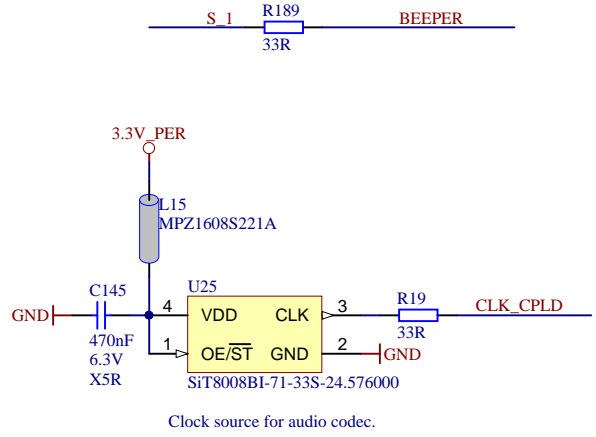 R189
S_1
BEEPER
33R
3.3V_PER
L15
MPZ1608S221A
C145
U25
GND
4
VDD
CLK
3
R19
CLK_CPLD
470nF
33R
6.3V
1
OE/ST
GND
2
GND
X5R
SiT8008BI-71-33S-24.576000
Clock source for audio codec.